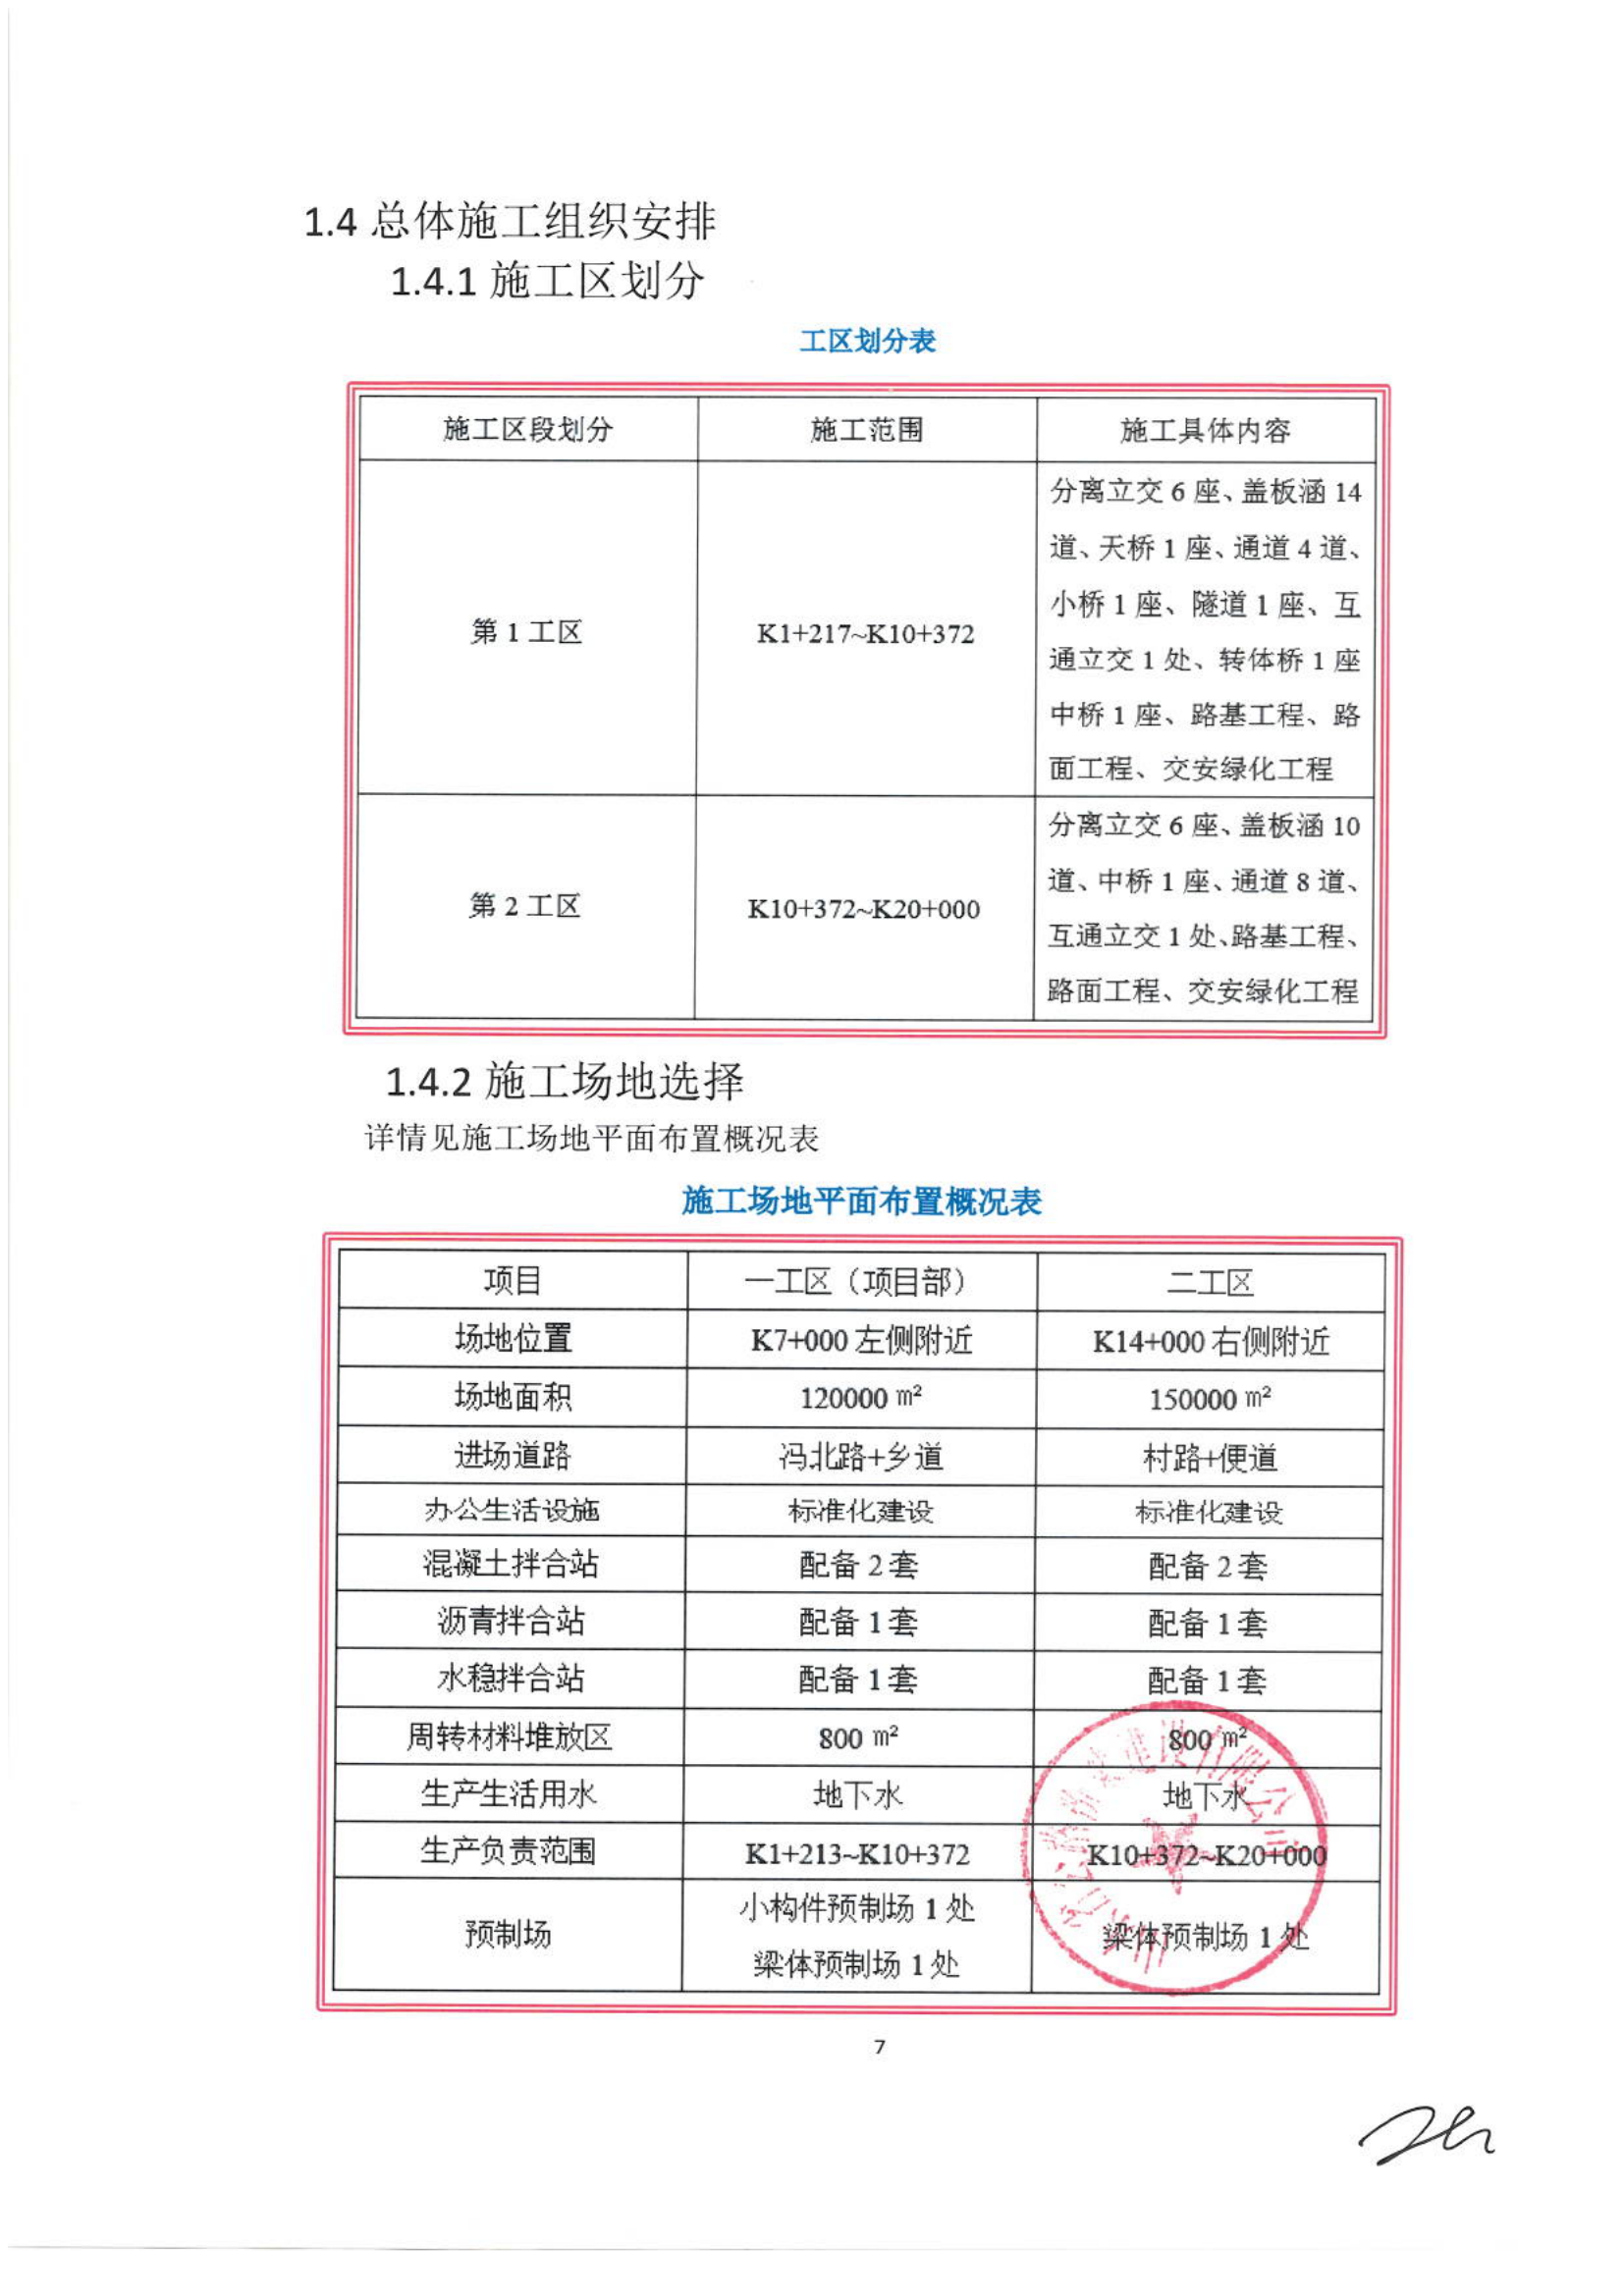 1.4 总体施工组织安排
1.4.1 施工区划分
工区划分表
施工区段划分 施工范围 施工具体内容
第 1 工区 K1+217~K10+372
分离立交 6 座、盖板涵 14
道、天桥 1 座、通道 4 道、
小桥 1 座、隧道 1 座、互
通立交 1 处、转体桥 1 座
中桥 1 座、路基工程、路
面工程、交安绿化工程
第 2 工区 K10+372~K20+000
分离立交 6 座、盖板涵 10
道、中桥 1 座、通道 8 道、
互通立交 1 处、路基工程、
路面工程、交安绿化工程
1.4.2 施工场地选择
详情见施工场地平面布置概况表
施工场地平面布置概况表
项目 一工区（项目部） 二工区
场地位置 K7+000 左侧附近 K14+000 右侧附近
场地面积 120000 ㎡ 150000 ㎡
进场道路 冯北路+乡道 村路+便道
办公生活设施 标准化建设 标准化建设
混凝土拌合站 配备 2 套 配备 2 套
沥青拌合站 配备 1 套 配备 1 套
水稳拌合站 配备 1 套 配备 1 套
周转材料堆放区 800 ㎡ 800 ㎡
生产生活用水 地下水 地下水
生产负责范围 K1+213~K10+372 K10+372~K20+000
预制场
小构件预制场 1 处
梁体预制场 1 处
梁体预制场 1 处
建设有限公司
7